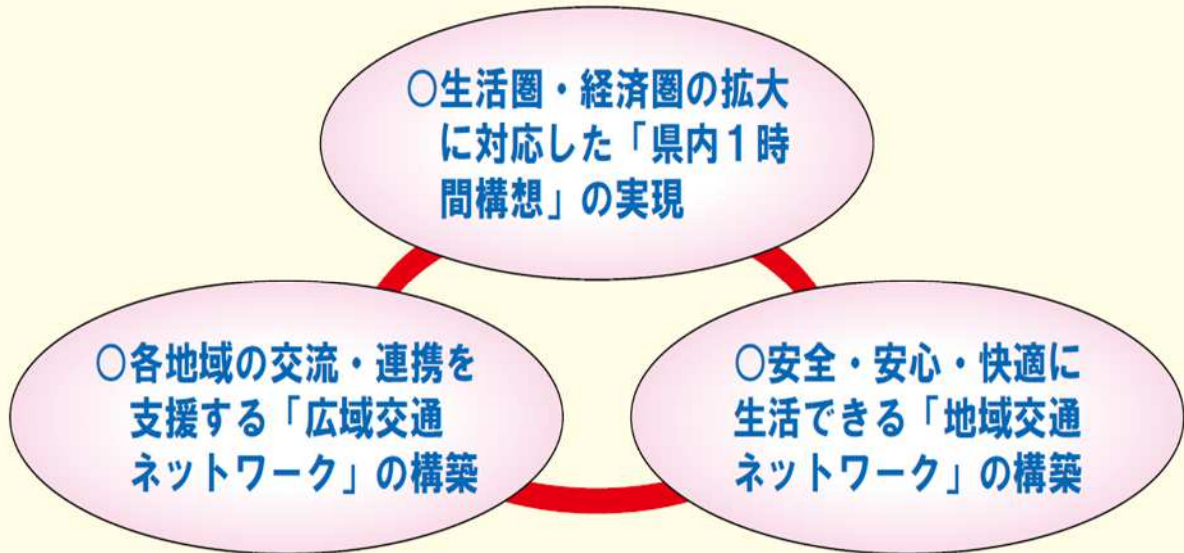 ○生活圏・経済圏の拡大
に対応した「県内１時
間構想」の実現
○各地域の交流・連携を
支援する「広域交通
ネットワーク」の構築
○安全・安心・快適に
生活できる「地域交通
ネットワーク」の構築